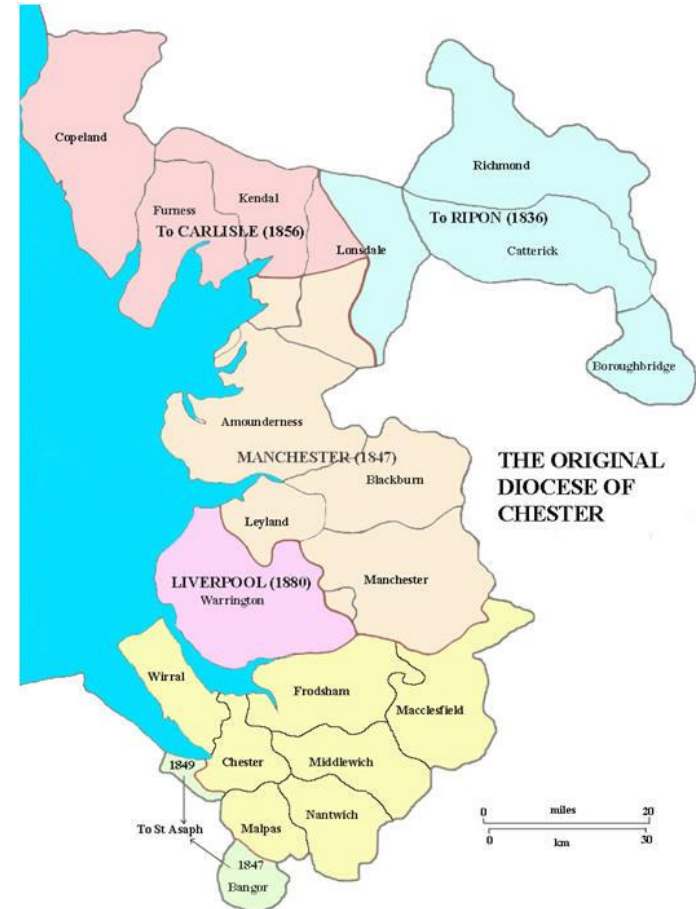 Copeland
Richmond
Kendal
Furness
To CARLISLE (1856)
To RIPON (1836)
Lonsdale
Catterick
Boroughbridge
Amounderness
MANCHESTER (1847)
Blackburn
THE ORIGINAL
DIOCESE OF
CHESTER
Leyland
LIVERPOOL (1880)
Manchester
Warrington
Wirral
Frodsham
Macclesfield
1849
Chester
Middlewich
Nantwich
To St Asaph
Malpas
1847
Bangor
0 miles 20
0 km 30